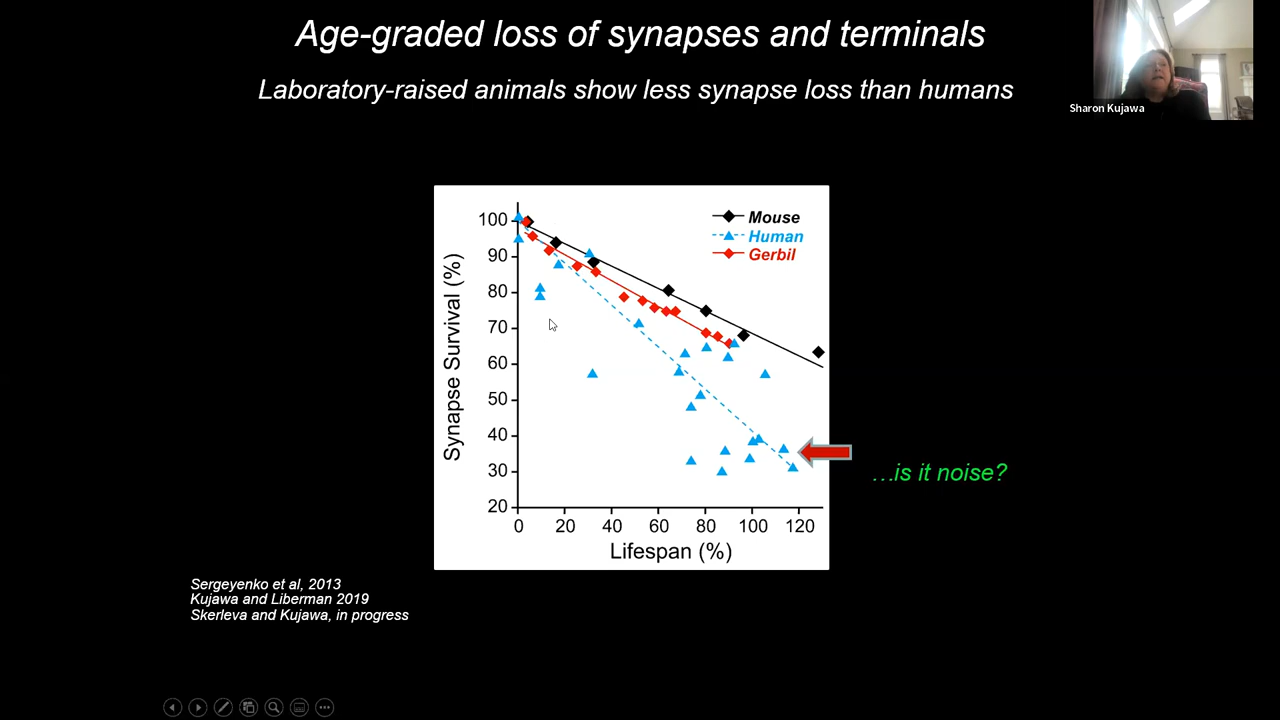 Age-graded loss of synapses and terminals
Laboratory-raised animals show less synapse loss than humans
Sharon Kujawa
Mouse
Human
Gerbil
Synapse Survival (%)
100
90
80
70
60
50
40
30
20
0 20 40 60 80 100 120
Lifespan (%)
…is it noise?
Sergeyenko et al, 2013
Kujawa and Liberman 2019
Skerleva and Kujawa, in progress